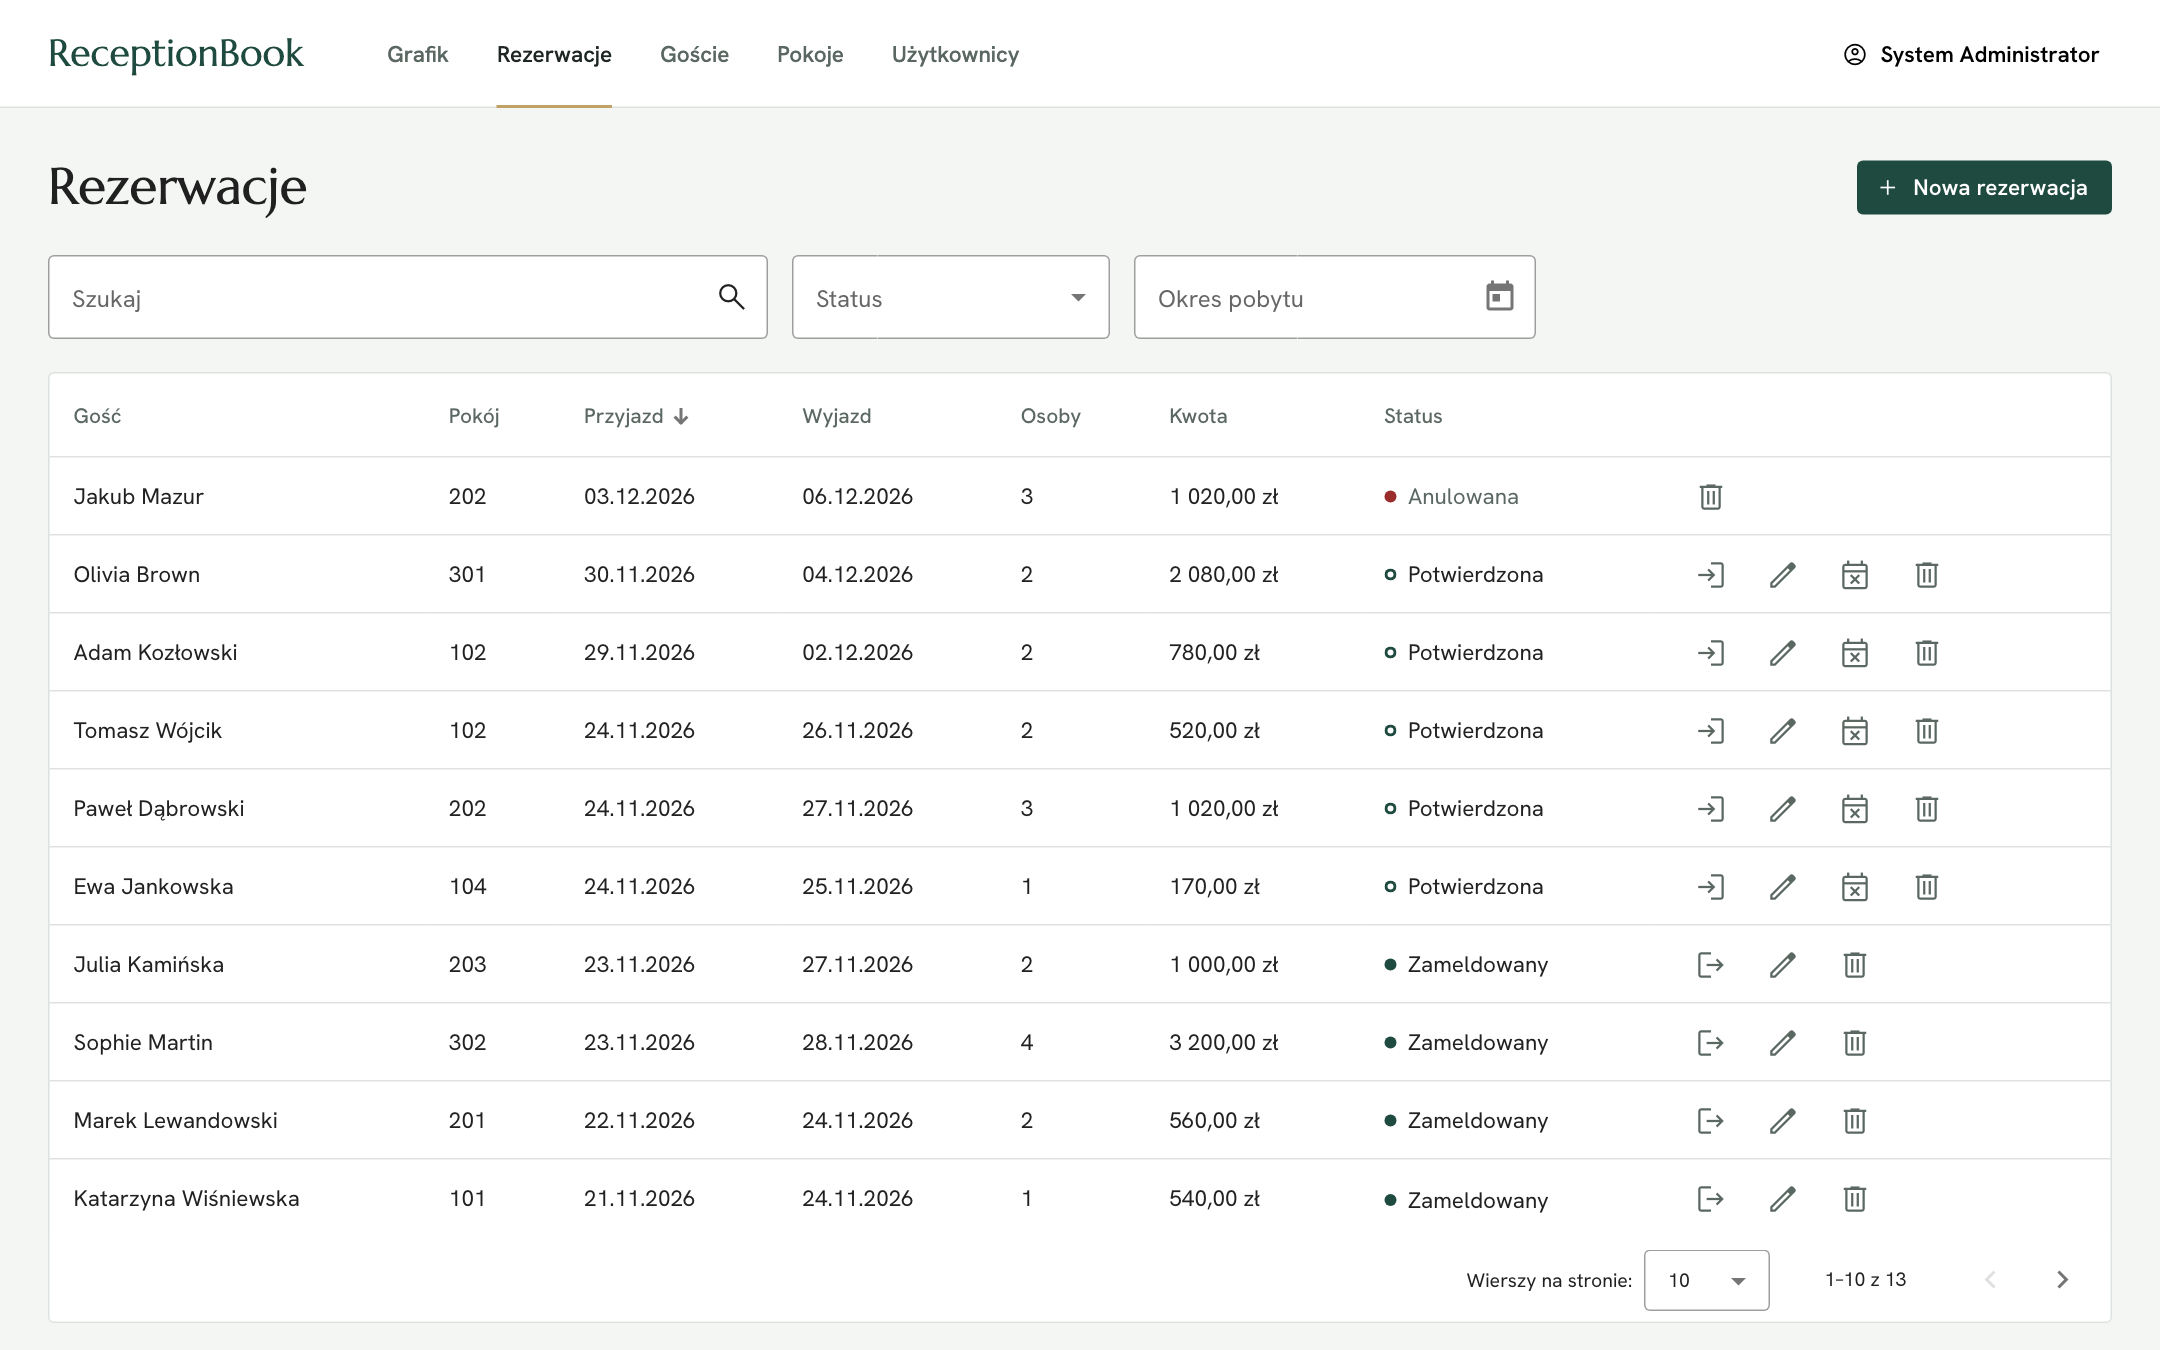 ReceptionBook Grafik Rezerwacje Goście Pokoje Użytkownicy System Administrator
Rezerwacje + Nowa rezerwacja
Szukaj Status Okres pobytu
Gość Pokój Przyjazd ↓ Wyjazd Osoby Kwota Status
Jakub Mazur 202 03.12.2026 06.12.2026 3 1 020,00 zł Anulowana
Olivia Brown 301 30.11.2026 04.12.2026 2 2 080,00 zł Potwierdzona
Adam Kozłowski 102 29.11.2026 02.12.2026 2 780,00 zł Potwierdzona
Tomasz Wójcik 102 24.11.2026 26.11.2026 2 520,00 zł Potwierdzona
Paweł Dąbrowski 202 24.11.2026 27.11.2026 3 1 020,00 zł Potwierdzona
Ewa Jankowska 104 24.11.2026 25.11.2026 1 170,00 zł Potwierdzona
Julia Kamińska 203 23.11.2026 27.11.2026 2 1 000,00 zł Zameldowany
Sophie Martin 302 23.11.2026 28.11.2026 4 3 200,00 zł Zameldowany
Marek Lewandowski 201 22.11.2026 24.11.2026 2 560,00 zł Zameldowany
Katarzyna Wiśniewska 101 21.11.2026 24.11.2026 1 540,00 zł Zameldowany
Wierszy na stronie: 10 1–10 z 13